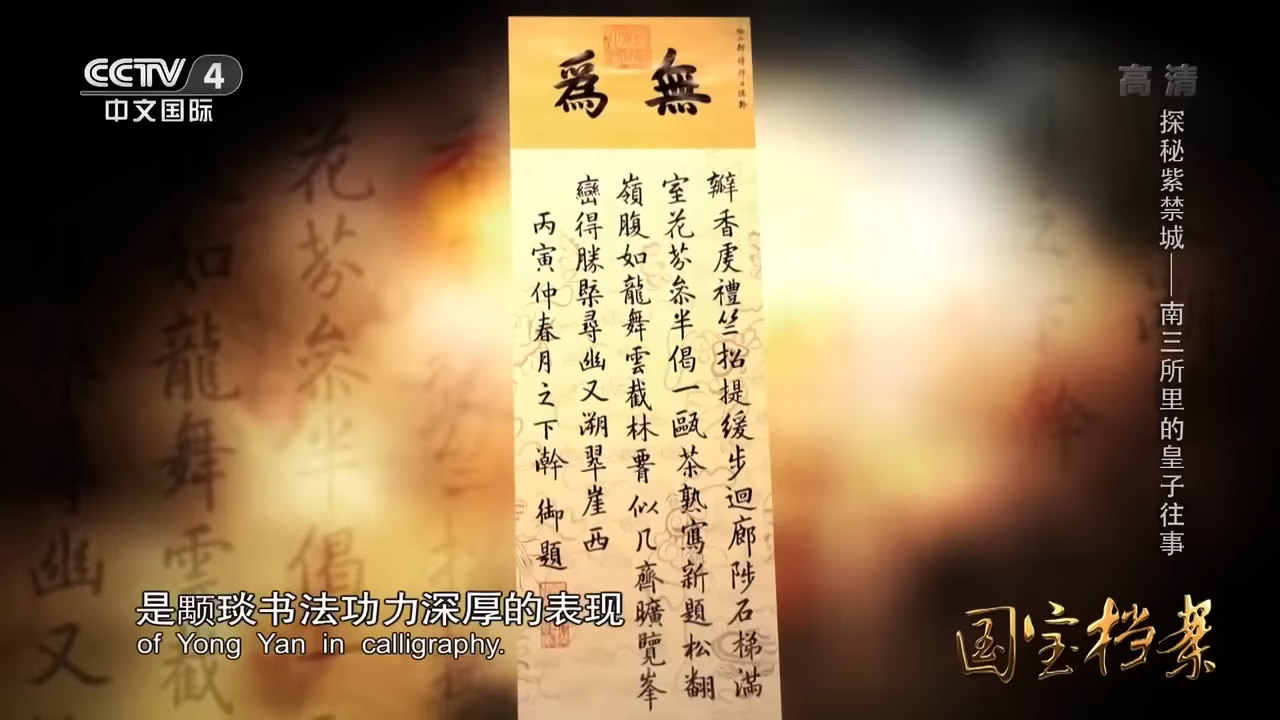 CCTV 4
中文国际
高清
探秘紫禁城——南三所里的皇子往事
無為
瓣香虔禮竺招提緩步迴廊陟石梯滿
室花芬叅半偈一甌茶熟寫新題松翻
嶺腹如龍舞雲截林霣似几齊曠覽峯
巒得勝槩尋幽又溯翠崖西
丙寅仲春月之下澣御題
是颙琰书法功力深厚的表现
of Yong Yan in calligraphy.
国宝档案